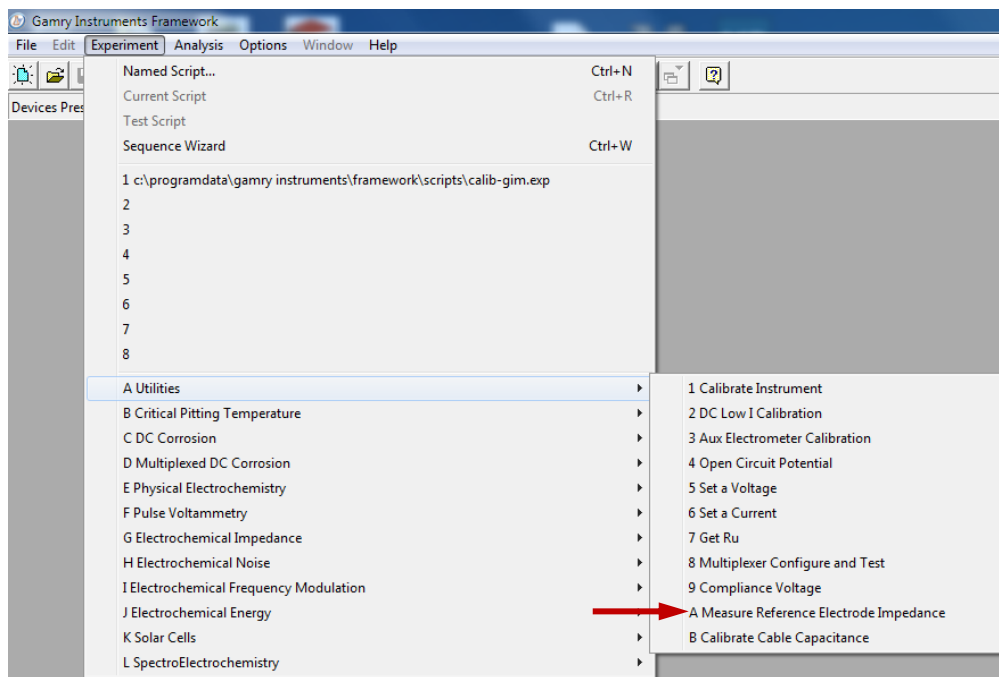 Gamry Instruments Framework
File Edit Experiment Analysis Options Window Help
Devices Pres
Named Script... Ctrl+N
Current Script Ctrl+R
Test Script
Sequence Wizard Ctrl+W
1 c:\programdata\gamry instruments\framework\scripts\calib-gim.exp
2
3
4
5
6
7
8
A Utilities
B Critical Pitting Temperature
C DC Corrosion
D Multiplexed DC Corrosion
E Physical Electrochemistry
F Pulse Voltammetry
G Electrochemical Impedance
H Electrochemical Noise
I Electrochemical Frequency Modulation
J Electrochemical Energy
K Solar Cells
L SpectroElectrochemistry
1 Calibrate Instrument
2 DC Low I Calibration
3 Aux Electrometer Calibration
4 Open Circuit Potential
5 Set a Voltage
6 Set a Current
7 Get Ru
8 Multiplexer Configure and Test
9 Compliance Voltage
A Measure Reference Electrode Impedance
B Calibrate Cable Capacitance